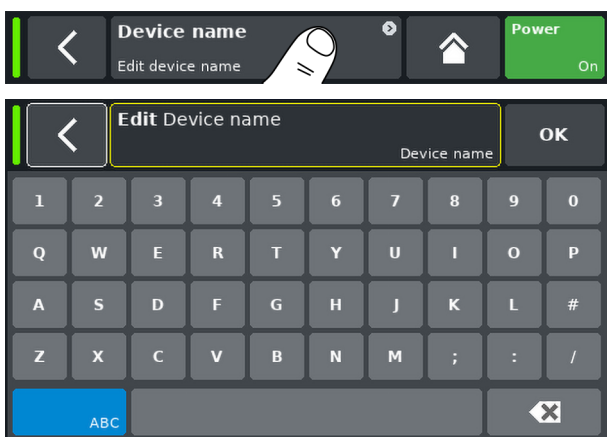 Device name
Edit device name
Power
On
Edit Device name
Device name
OK
1 2 3 4 5 6 7 8 9 0
Q W E R T Y U I O P
A S D F G H J K L #
Z X C V B N M ; : /
ABC